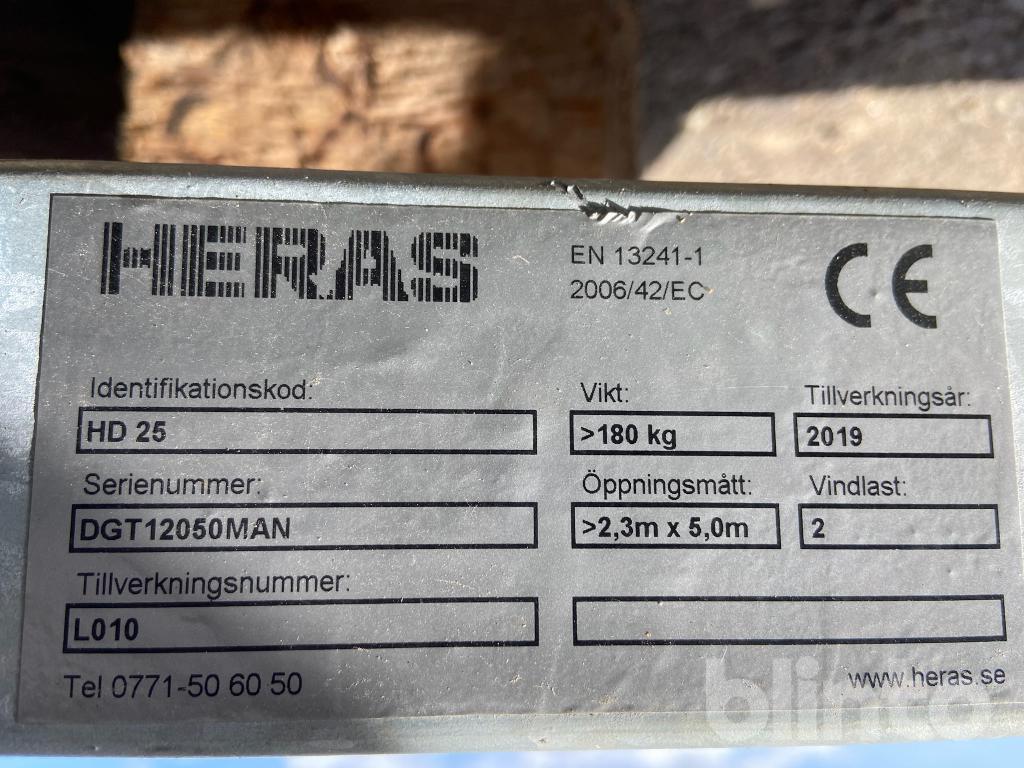 HERAS
EN 13241-1
2006/42/EC
CE
Identifikationskod:
HD 25
Vikt:
>180 kg
Tillverkningsår:
2019
Serienummer:
DGT12050MAN
Öppningsmått:
>2,3m x 5,0m
Vindlast:
2
Tillverkningsnummer:
L010
Tel 0771-50 60 50
www.heras.se
blinto